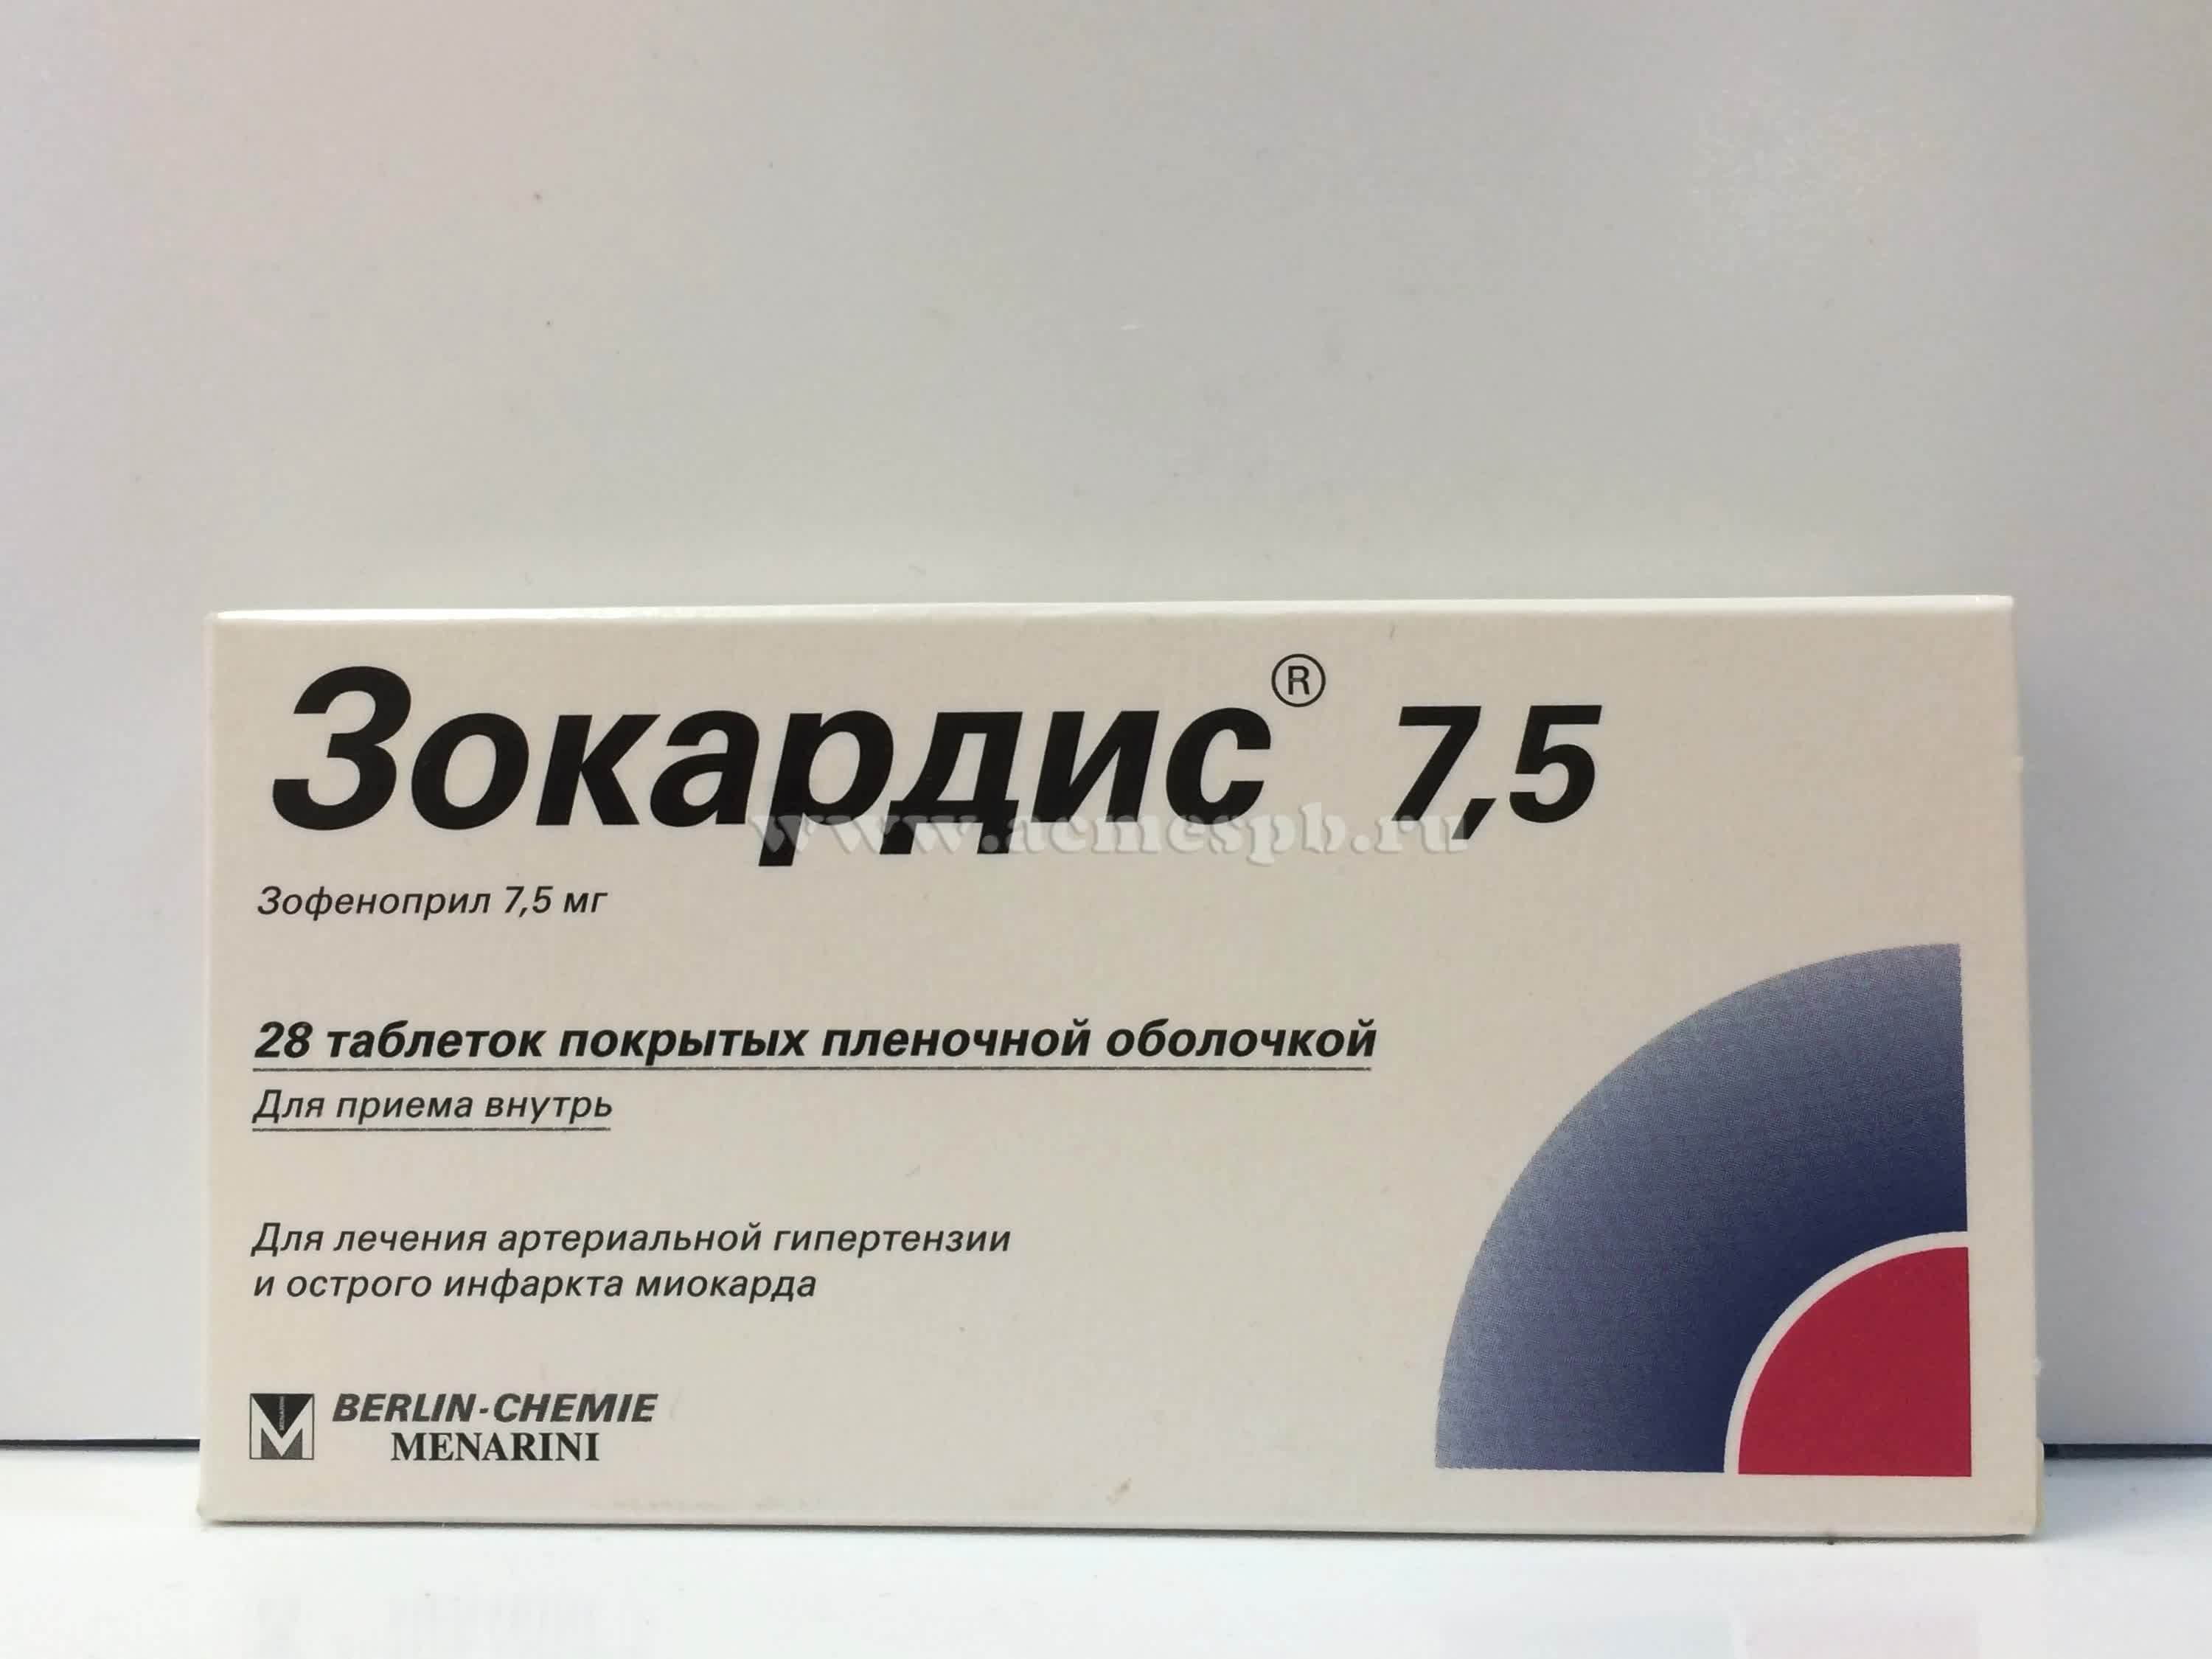 Зокардис® 7,5
www.acmespb.ru
Зофеноприл 7,5 мг
28 таблеток покрытых пленочной оболочкой
Для приема внутрь
Для лечения артериальной гипертензии
и острого инфаркта миокарда
BERLIN-CHEMIE
MENARINI